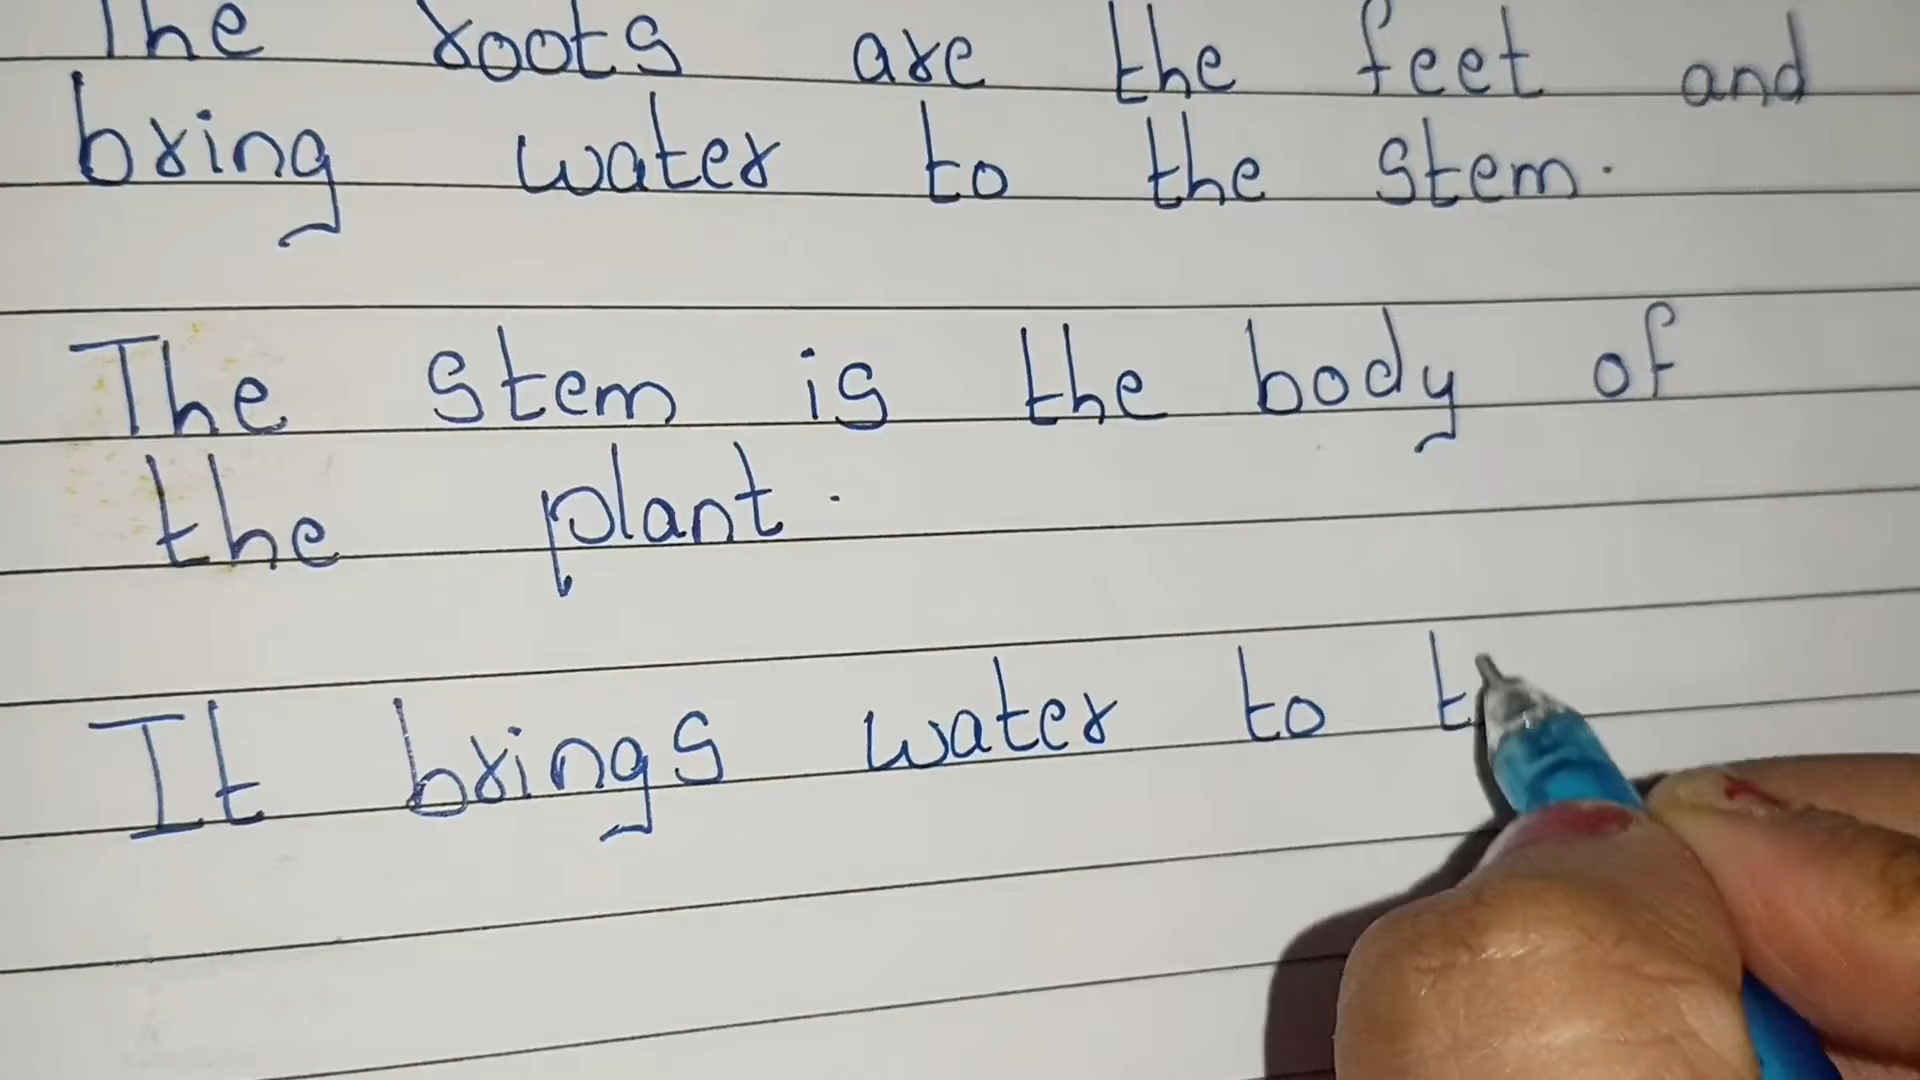 The roots are the feet and
bring water to the stem.
The stem is the body of
the plant.
It brings water to t